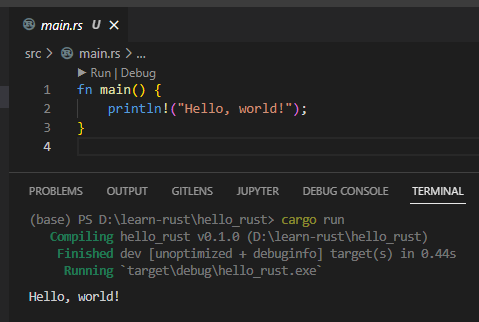 main.rs U ×
src > main.rs > ...
Run | Debug
1 fn main() {
2 println!("Hello, world!");
3 }
4
PROBLEMS OUTPUT GITLENS JUPYTER DEBUG CONSOLE TERMINAL
(base) PS D:\learn-rust\hello_rust> cargo run
Compiling hello_rust v0.1.0 (D:\learn-rust\hello_rust)
Finished dev [unoptimized + debuginfo] target(s) in 0.44s
Running `target\debug\hello_rust.exe`
Hello, world!